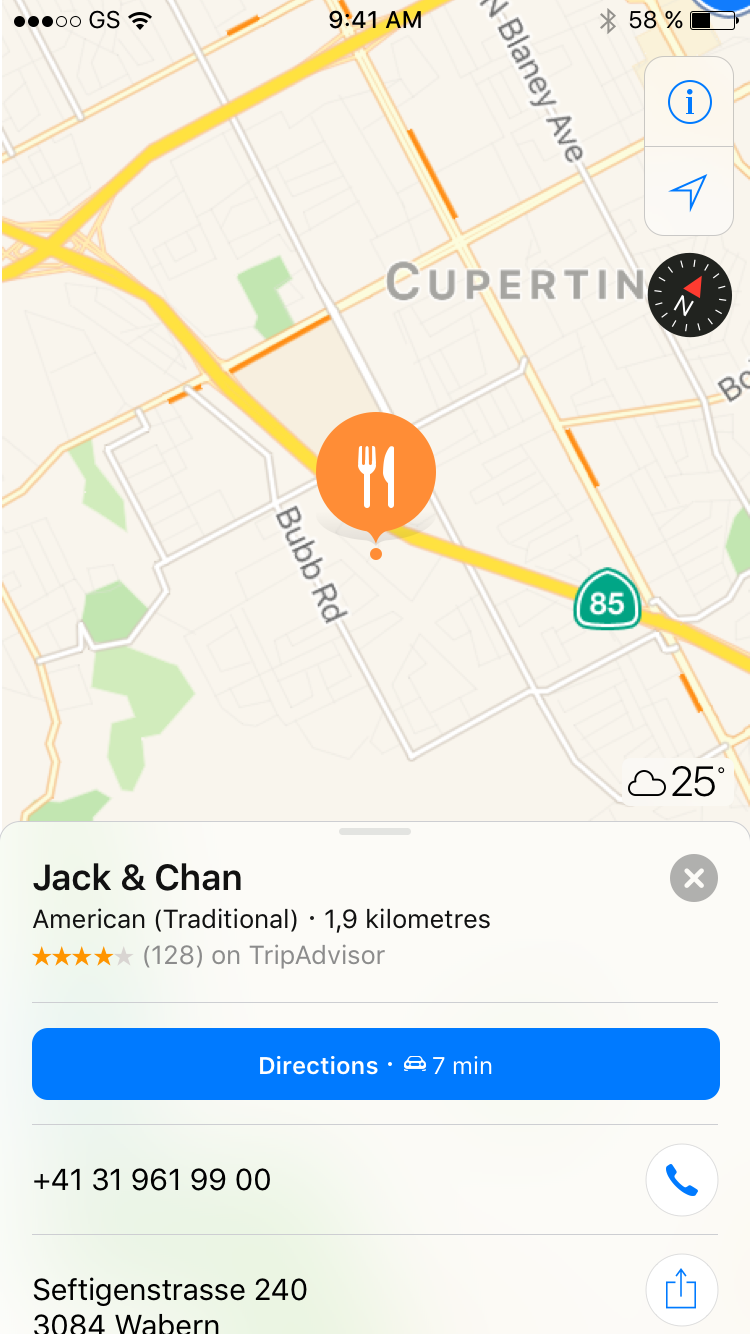 GS 9:41 AM 58 %
N Blaney Ave
CUPERTIN
N
Bubb Rd
85
25°
Jack & Chan
American (Traditional) · 1,9 kilometres
(128) on TripAdvisor
Directions · 7 min
+41 31 961 99 00
Seftigenstrasse 240
3084 Wabern